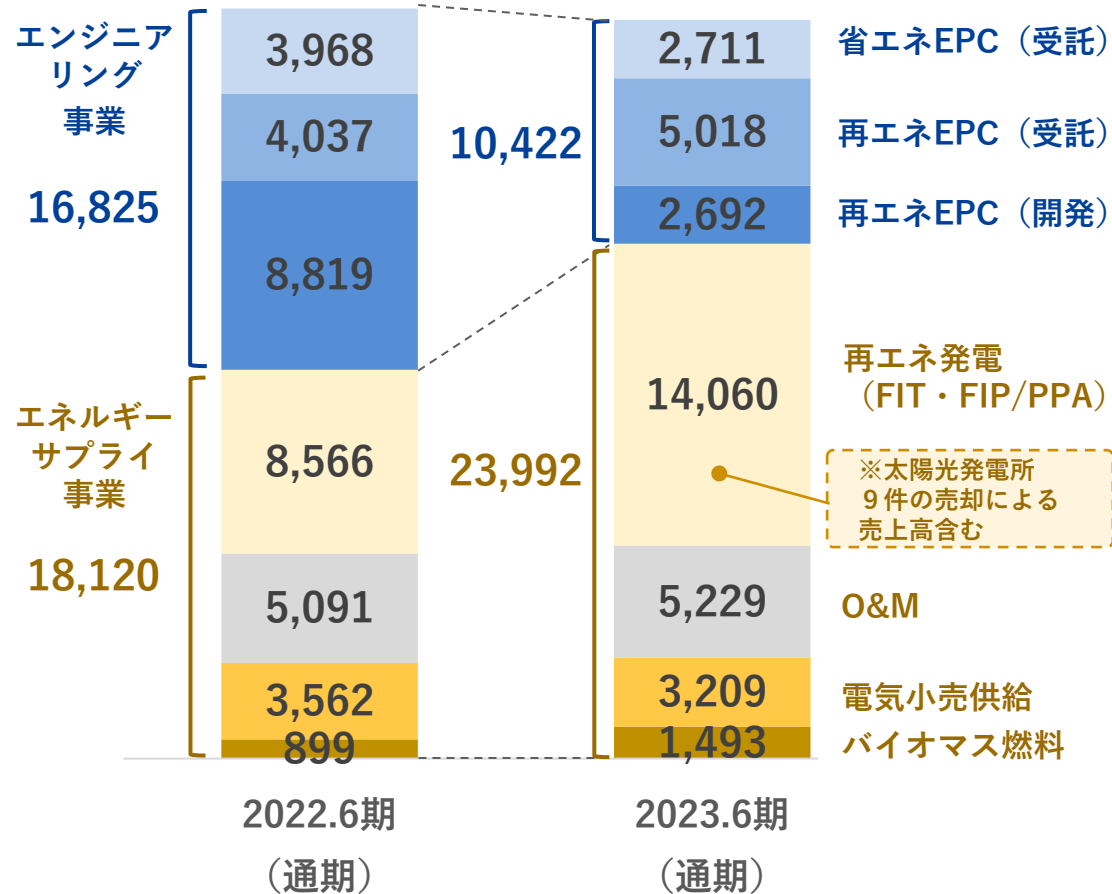 エンジニア
リング
事業
16,825
エネルギー
サプライ
事業
18,120
3,968
4,037
8,819
8,566
5,091
3,562
899
2022.6期
（通期）
10,422
23,992
2,711
5,018
2,692
14,060
5,229
3,209
1,493
2023.6期
（通期）
省エネEPC（受託）
再エネEPC（受託）
再エネEPC（開発）
再エネ発電
（FIT・FIP/PPA）
※太陽光発電所
９件の売却による
売上高含む
O&M
電気小売供給
バイオマス燃料